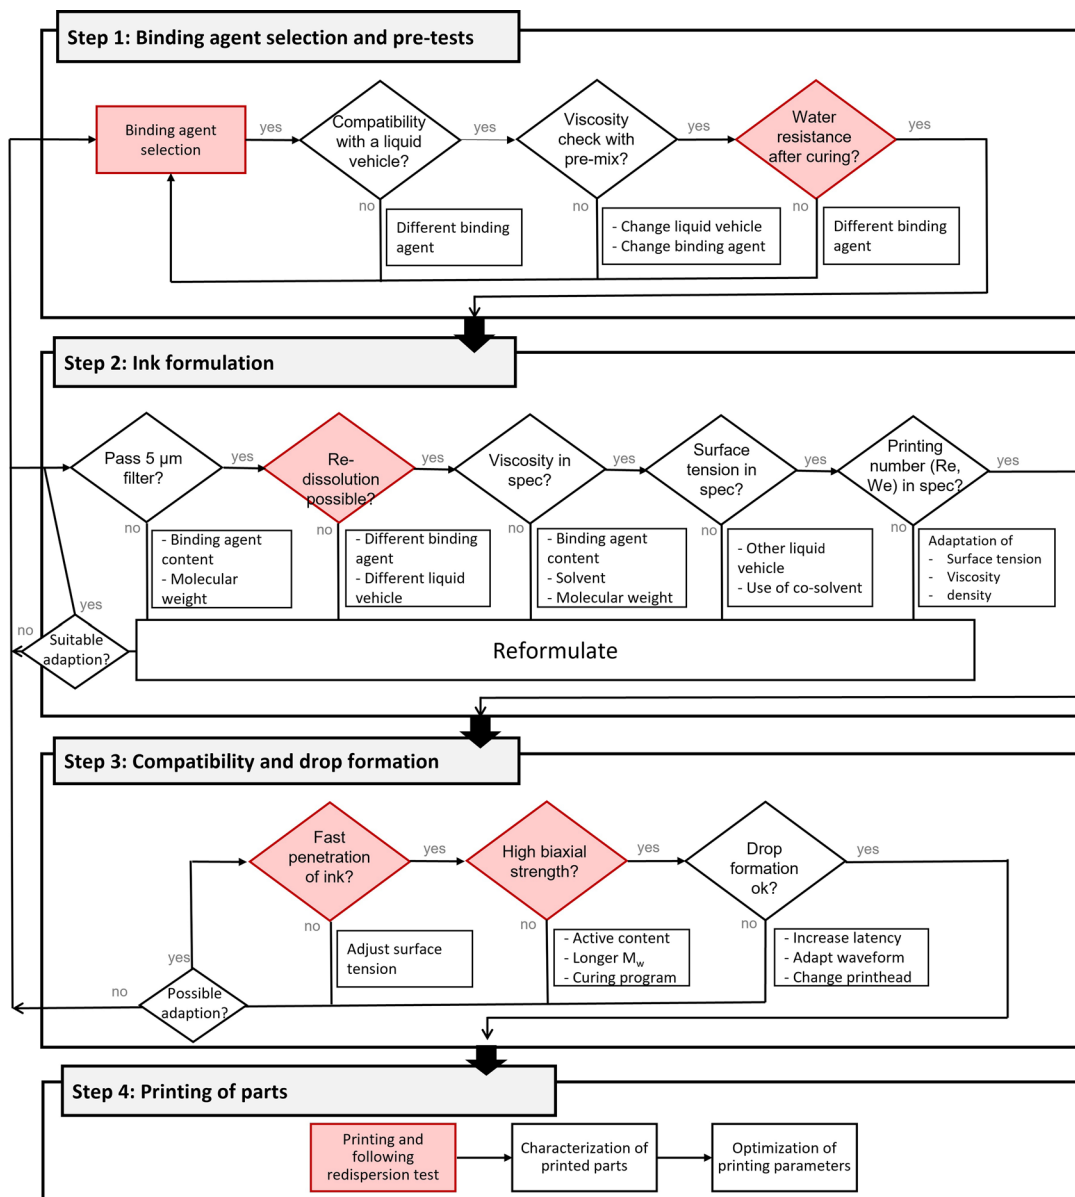 Step 1: Binding agent selection and pre-tests
Binding agent
selection
yes
Compatibility
with a liquid
vehicle?
yes
Viscosity
check with
pre-mix?
yes
Water
resistance
after curing?
yes
no
Different binding
agent
no
- Change liquid vehicle
- Change binding agent
no
Different binding
agent
Step 2: Ink formulation
Pass 5 µm
filter?
yes
Re-
dissolution
possible?
yes
Viscosity in
spec?
yes
Surface
tension in
spec?
yes
Printing
number (Re,
We) in spec?
yes
no
- Binding agent
content
- Molecular
weight
no
- Different binding
agent
- Different liquid
vehicle
no
- Binding agent
content
- Solvent
- Molecular weight
no
- Other liquid
vehicle
- Use of co-solvent
no
Adaptation of
- Surface tension
- Viscosity
- density
yes
no
Suitable
adaption?
Reformulate
Step 3: Compatibility and drop formation
Fast
penetration
of ink?
yes
High biaxial
strength?
yes
Drop
formation
ok?
yes
no
Adjust surface
tension
no
- Active content
- Longer Mw
- Curing program
no
- Increase latency
- Adapt waveform
- Change printhead
yes
no
Possible
adaption?
Step 4: Printing of parts
Printing and
following
redispersion test
Characterization of
printed parts
Optimization of
printing parameters